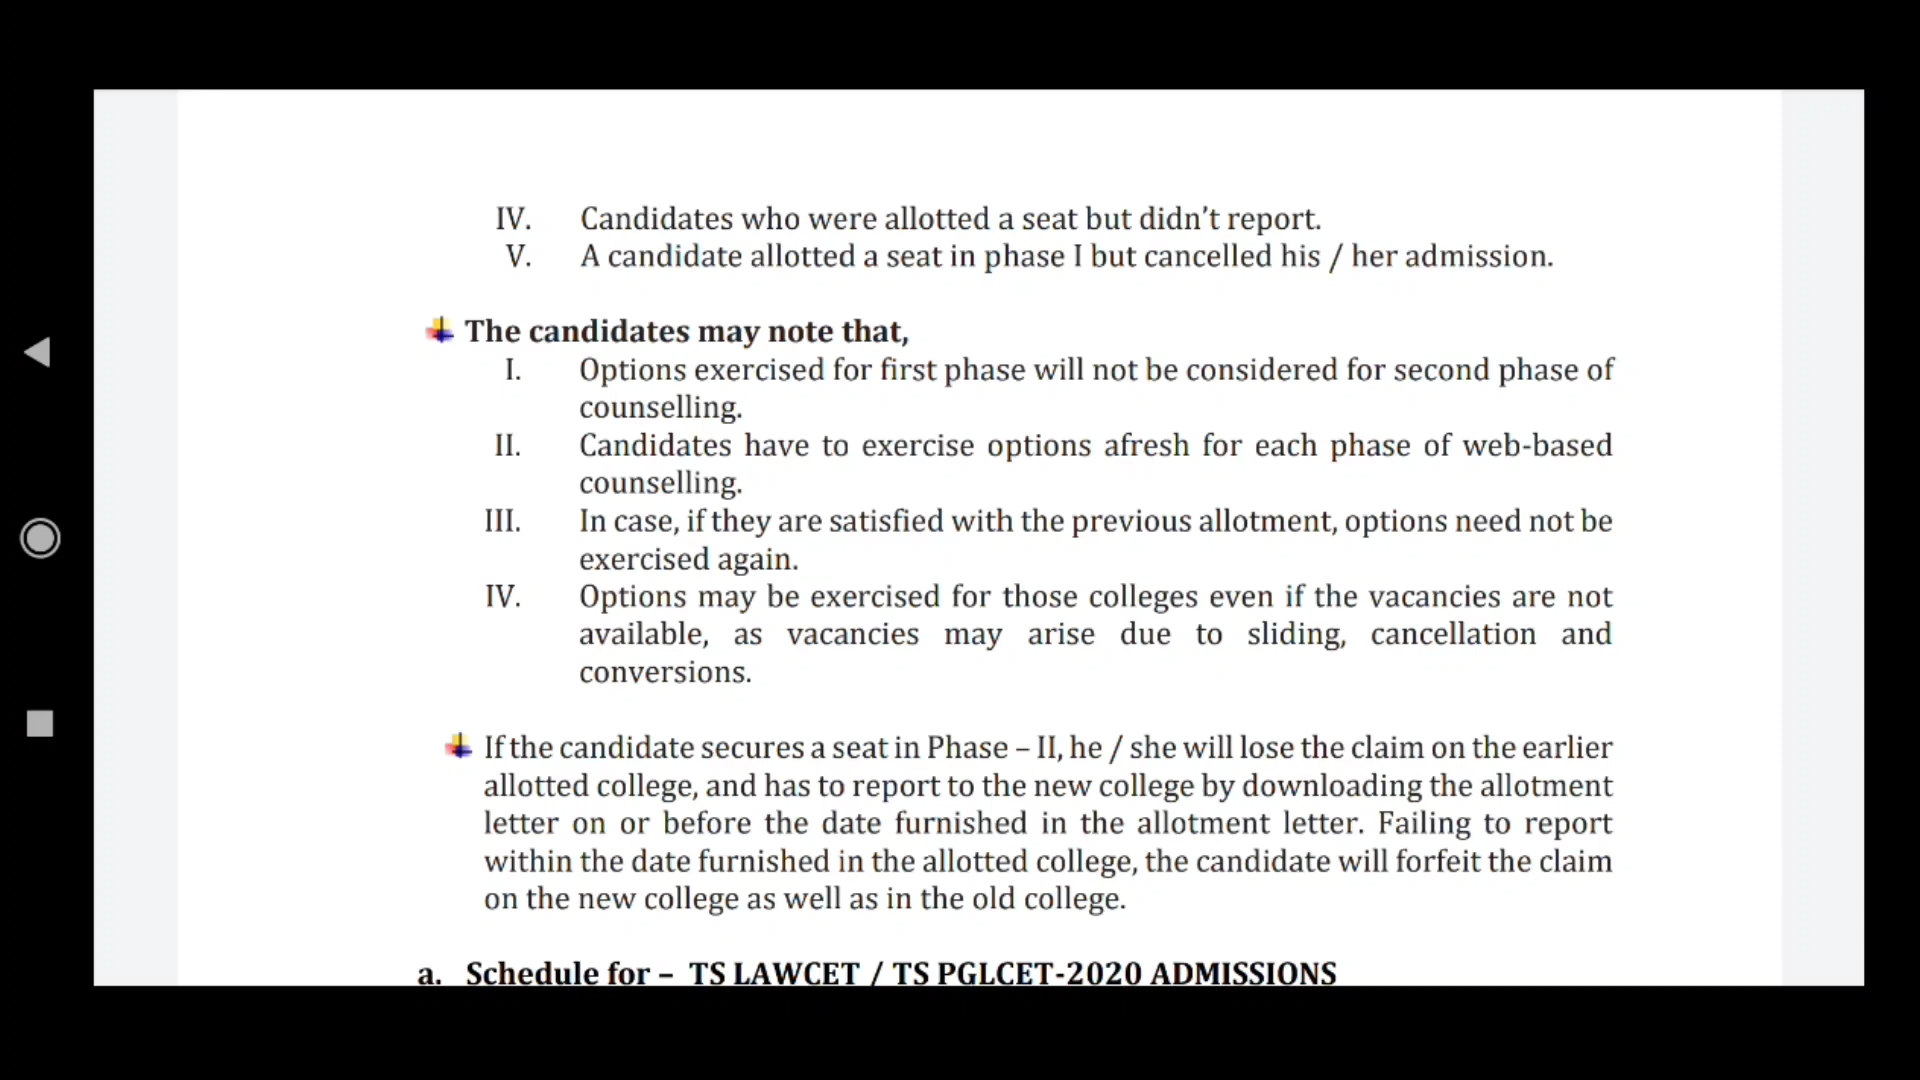 IV. Candidates who were allotted a seat but didn’t report.
V. A candidate allotted a seat in phase I but cancelled his / her admission.
The candidates may note that,
I. Options exercised for first phase will not be considered for second phase of
counselling.
II. Candidates have to exercise options afresh for each phase of web-based
counselling.
III. In case, if they are satisfied with the previous allotment, options need not be
exercised again.
IV. Options may be exercised for those colleges even if the vacancies are not
available, as vacancies may arise due to sliding, cancellation and
conversions.
If the candidate secures a seat in Phase – II, he / she will lose the claim on the earlier
allotted college, and has to report to the new college by downloading the allotment
letter on or before the date furnished in the allotment letter. Failing to report
within the date furnished in the allotted college, the candidate will forfeit the claim
on the new college as well as in the old college.
a. Schedule for – TS LAWCET / TS PGLCET-2020 ADMISSIONS